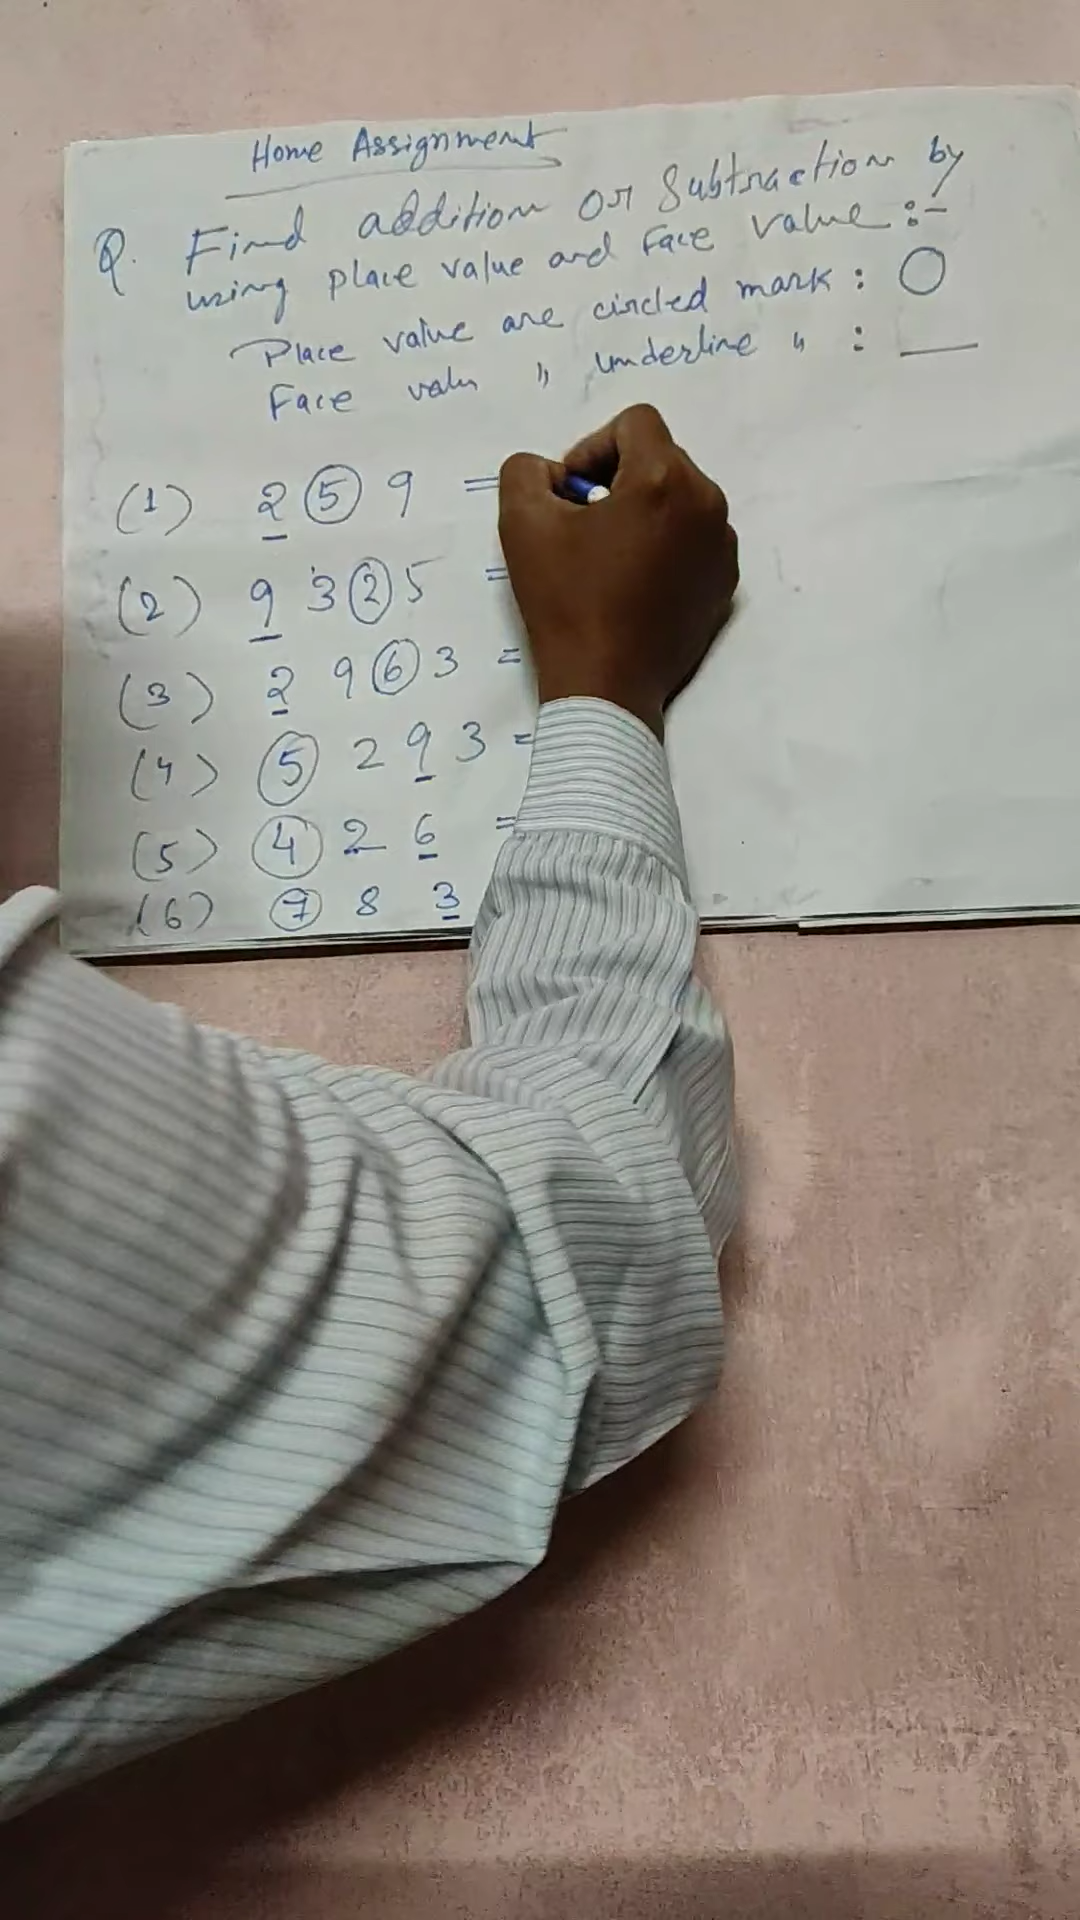 Home Assignment
Q. Find addition or Subtraction by
using place value and Face value :-
Place value are circled mark : ○
Face valu " underline " : __
(1) 2 5 9 =
(2) 9 3 2 5 =
(3) 2 9 6 3 =
(4) 5 2 9 3 =
(5) 4 2 6 =
(6) 7 8 3